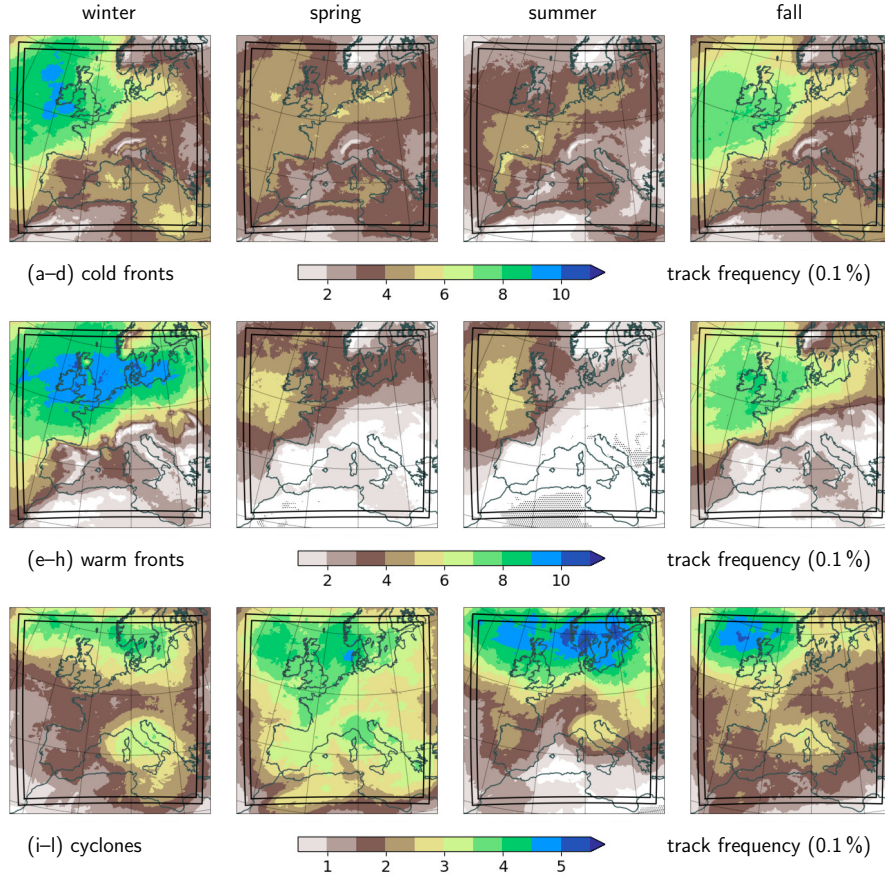 winter spring summer fall
(a–d) cold fronts track frequency (0.1 %)
2 4 6 8 10
(e–h) warm fronts track frequency (0.1 %)
2 4 6 8 10
(i–l) cyclones track frequency (0.1 %)
1 2 3 4 5